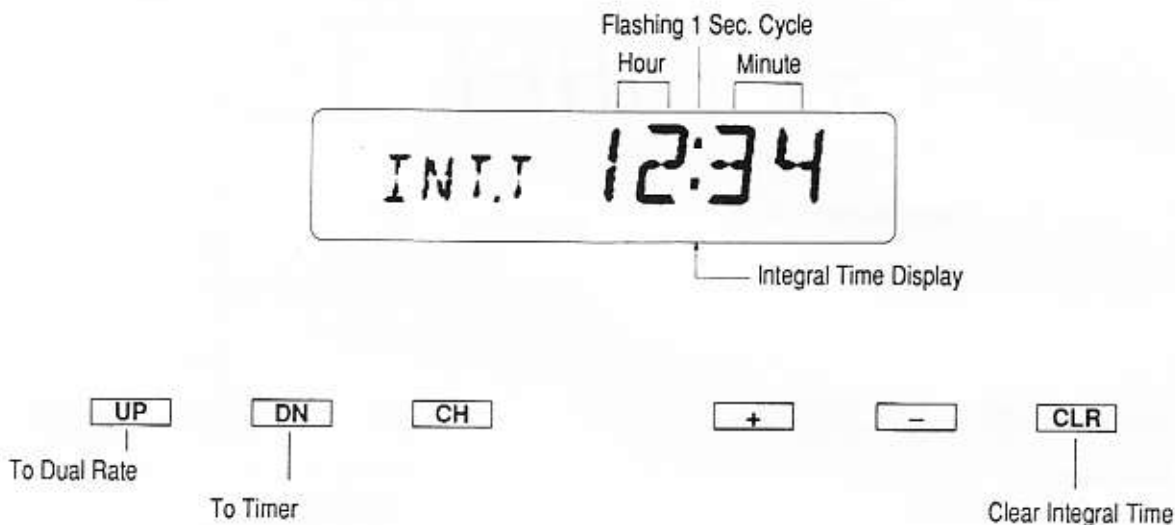 Flashing 1 Sec. Cycle
Hour Minute
INT.T 12:34
Integral Time Display
UP DN CH + − CLR
To Dual Rate
To Timer
Clear Integral Time